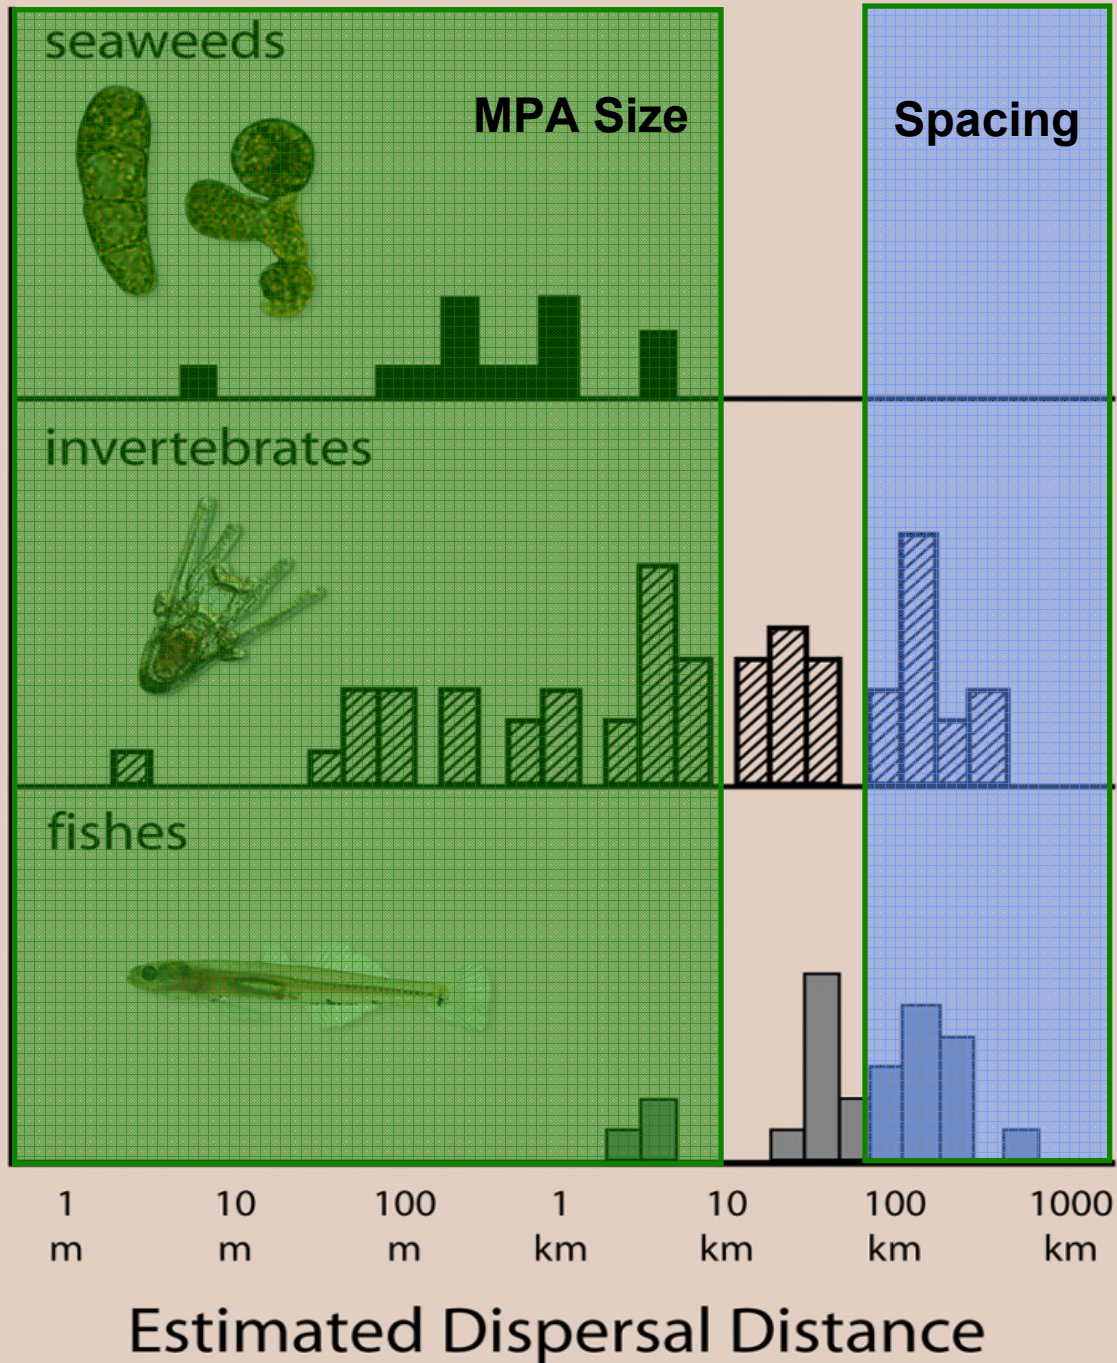 seaweeds
MPA Size
Spacing
invertebrates
fishes
1 10 100 1 10 100 1000
m m m km km km km
Estimated Dispersal Distance